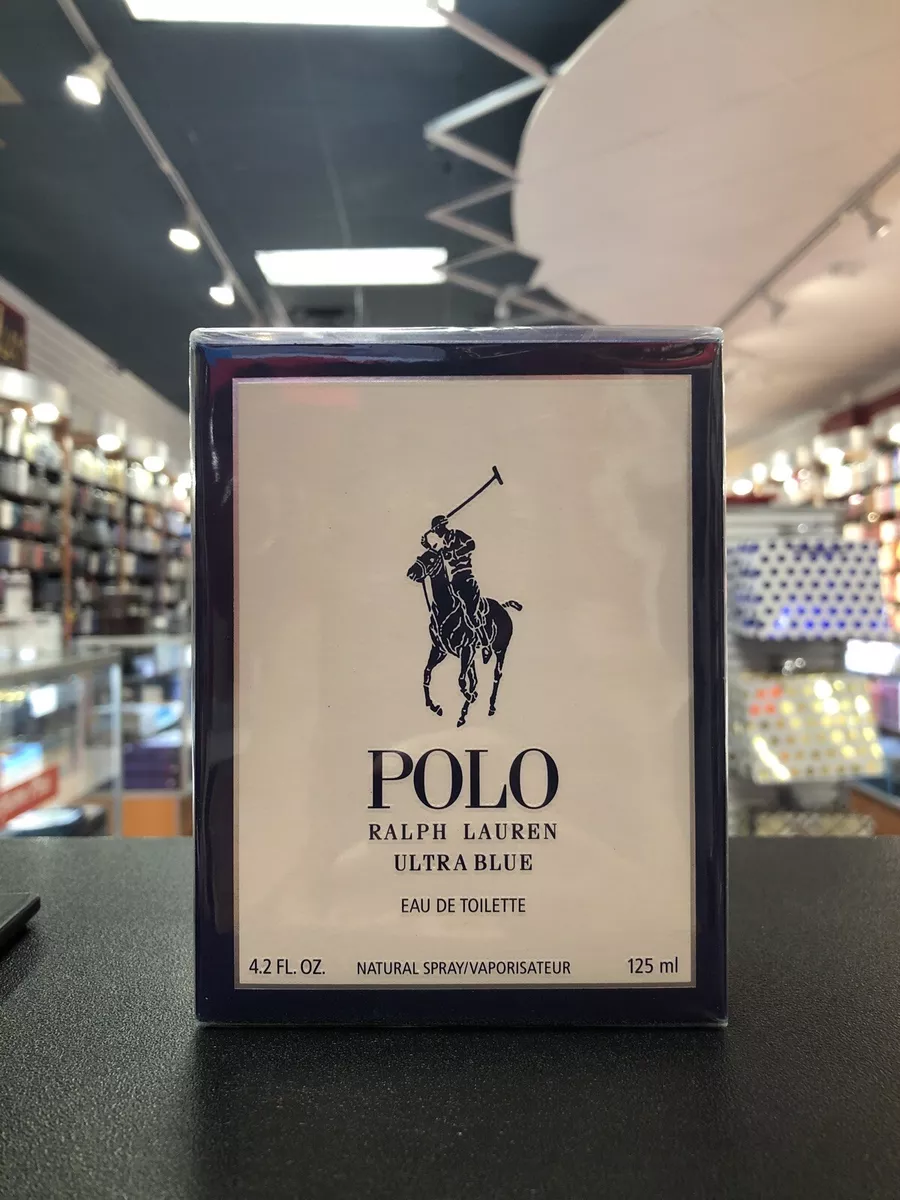 POLO
RALPH LAUREN
ULTRA BLUE
EAU DE TOILETTE
4.2 FL. OZ. NATURAL SPRAY/VAPORISATEUR 125 ml